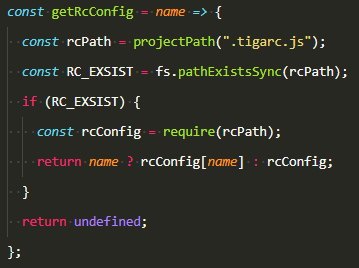 const getRcConfig = name => {
const rcPath = projectPath(".tigarc.js");
const RC_EXSIST = fs.pathExistsSync(rcPath);
if (RC_EXSIST) {
const rcConfig = require(rcPath);
return name ? rcConfig[name] : rcConfig;
}
return undefined;
};